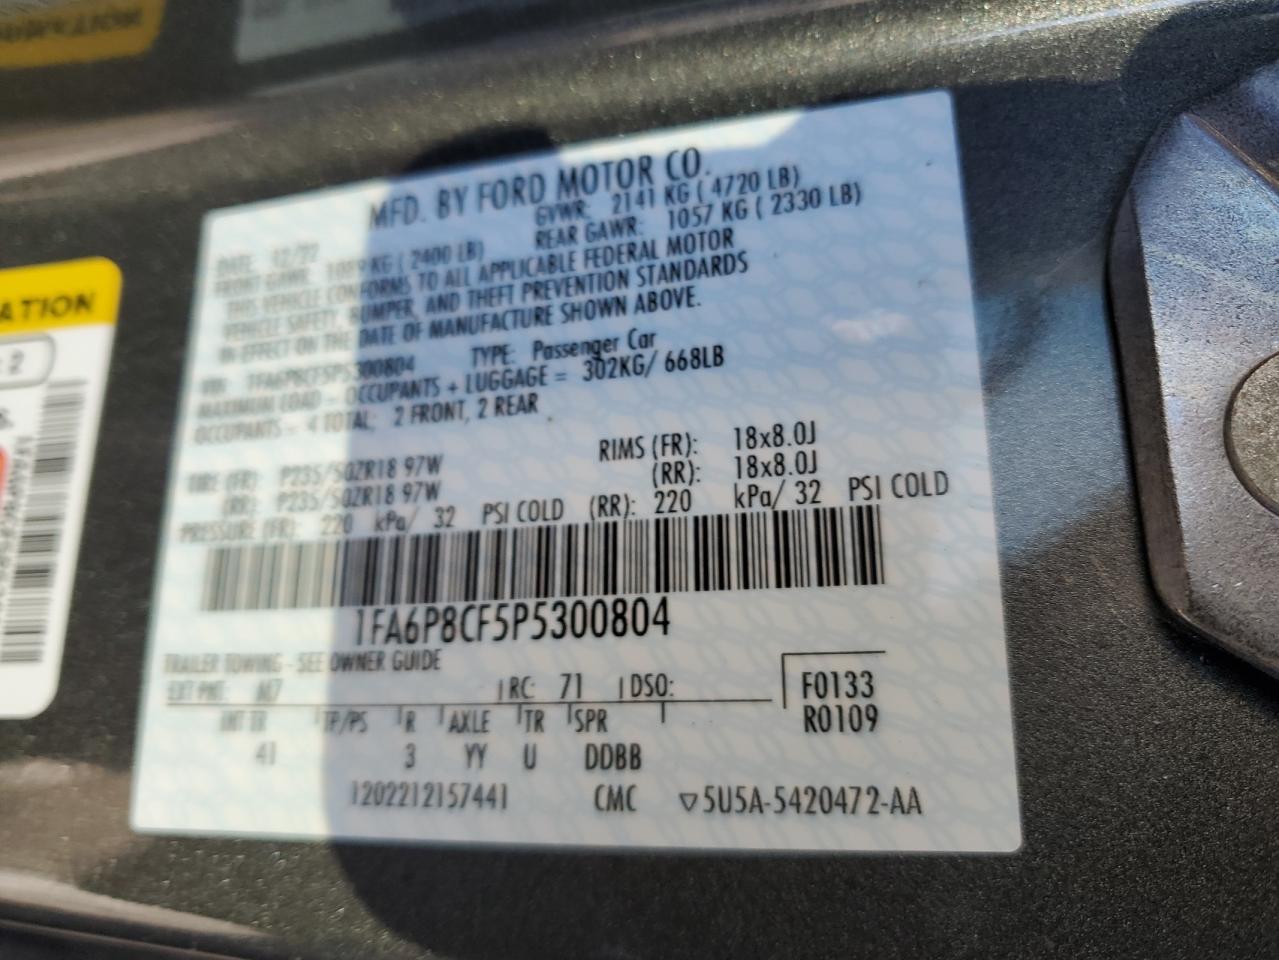 MFD. BY FORD MOTOR CO.
DATE: 12/22 GVWR: 2141 KG ( 4720 LB)
FRONT GAWR: 1089 KG ( 2400 LB) REAR GAWR: 1057 KG ( 2330 LB)
THIS VEHICLE CONFORMS TO ALL APPLICABLE FEDERAL MOTOR
VEHICLE SAFETY, BUMPER, AND THEFT PREVENTION STANDARDS
IN EFFECT ON THE DATE OF MANUFACTURE SHOWN ABOVE.
VIN: 1FA6P8CF5P5300804 TYPE: Passenger Car
MAXIMUM LOAD - OCCUPANTS + LUGGAGE = 302KG/ 668LB
OCCUPANTS - 4 TOTAL; 2 FRONT, 2 REAR
TIRE (FR): P235/50ZR18 97W RIMS (FR): 18x8.0J
(RR): P235/50ZR18 97W (RR): 18x8.0J
PRESSURE (FR): 220 kPa/ 32 PSI COLD (RR): 220 kPa/ 32 PSI COLD
1FA6P8CF5P5300804
TRAILER TOWING - SEE OWNER GUIDE
EXT PNT: M7 RC: 71 DSO: F0133
INT TR TP/PS R AXLE TR SPR R0109
41 3 YY U DDBB
1202212157441 CMC ▽5U5A-5420472-AA
ATION
2